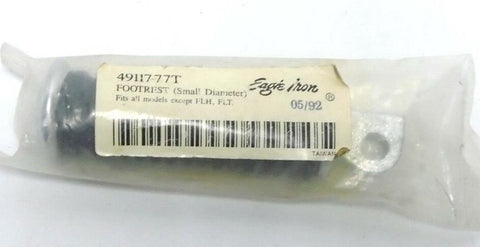 49117-77T
FOOTREST (Small Diameter)
Fits all models except FLH, FLT.
Eagle Iron ®
05/92
TAIWAN